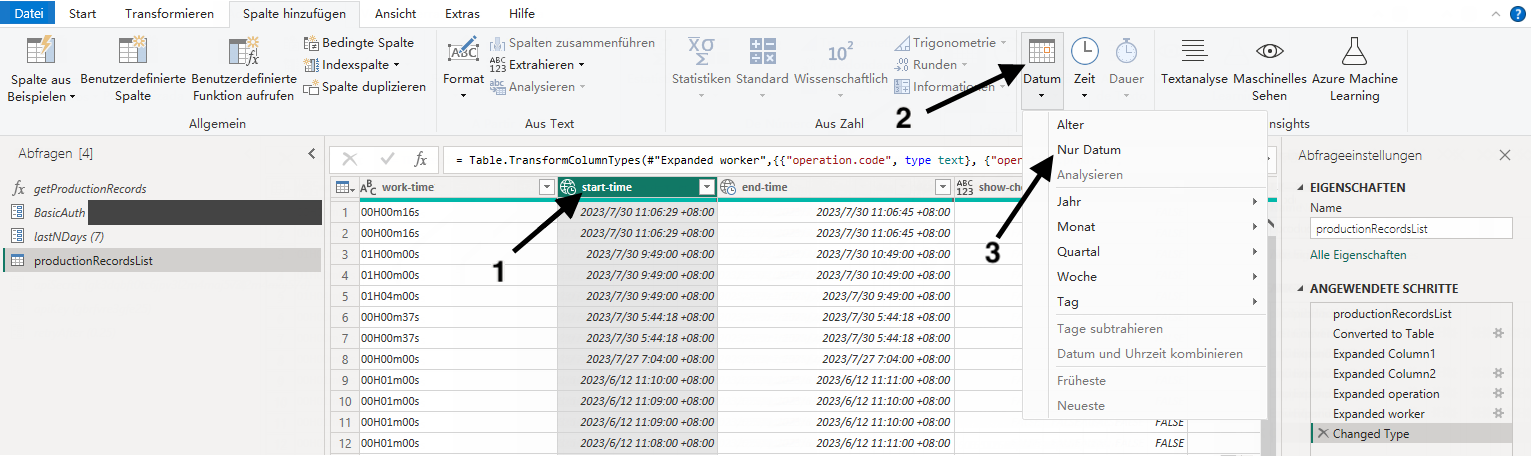 Datei Start Transformieren Spalte hinzufügen Ansicht Extras Hilfe
Spalte aus Beispielen
Benutzerdefinierte Spalte
Benutzerdefinierte Funktion aufrufen
Bedingte Spalte
Indexspalte
Spalte duplizieren
Allgemein
Format
Spalten zusammenführen
ABC 123 Extrahieren
abc Analysieren
Aus Text
Statistiken
Standard
10² Wissenschaftlich
Trigonometrie
.00 Runden
Informationen
Aus Zahl
2
Datum
Zeit
Dauer
Textanalyse
Maschinelles Sehen
Azure Machine Learning
nsights
Alter
Nur Datum
Analysieren
Jahr
Monat
Quartal
Woche
Tag
Tage subtrahieren
Datum und Uhrzeit kombinieren
Früheste
Neueste
3
Abfragen [4]
fx getProductionRecords
BasicAuth
lastNDays (7)
productionRecordsList
fx = Table.TransformColumnTypes(#"Expanded worker",{{"operation.code", type text}, {"oper
ABC work-time start-time end-time ABC 123 show-che
1 00H00m16s 2023/7/30 11:06:29 +08:00 2023/7/30 11:06:45 +08:00
2 00H00m16s 2023/7/30 11:06:29 +08:00 2023/7/30 11:06:45 +08:00
3 01H00m00s 2023/7/30 9:49:00 +08:00 2023/7/30 10:49:00 +08:00
4 01H00m00s 2023/7/30 9:49:00 +08:00 2023/7/30 10:49:00 +08:00
5 01H04m00s 2023/7/30 9:49:00 +08:00 2023/7/30 9:49:00 +08:00
6 00H00m37s 2023/7/30 5:44:18 +08:00 2023/7/30 5:44:18 +08:00
7 00H00m37s 2023/7/30 5:44:18 +08:00 2023/7/30 5:44:18 +08:00
8 00H00m00s 2023/7/27 7:04:00 +08:00 2023/7/27 7:04:00 +08:00
9 00H01m00s 2023/6/12 11:10:00 +08:00 2023/6/12 11:11:00 +08:00
10 00H01m00s 2023/6/12 11:09:00 +08:00 2023/6/12 11:10:00 +08:00
11 00H01m00s 2023/6/12 11:09:00 +08:00 2023/6/12 11:10:00 +08:00 FALSE
12 00H01m00s 2023/6/12 11:08:00 +08:00 2023/6/12 11:11:00 +08:00 FALSE
1
Abfrageeinstellungen
EIGENSCHAFTEN
Name
productionRecordsList
Alle Eigenschaften
ANGEWENDETE SCHRITTE
productionRecordsList
Converted to Table
Expanded Column1
Expanded Column2
Expanded operation
Expanded worker
Changed Type